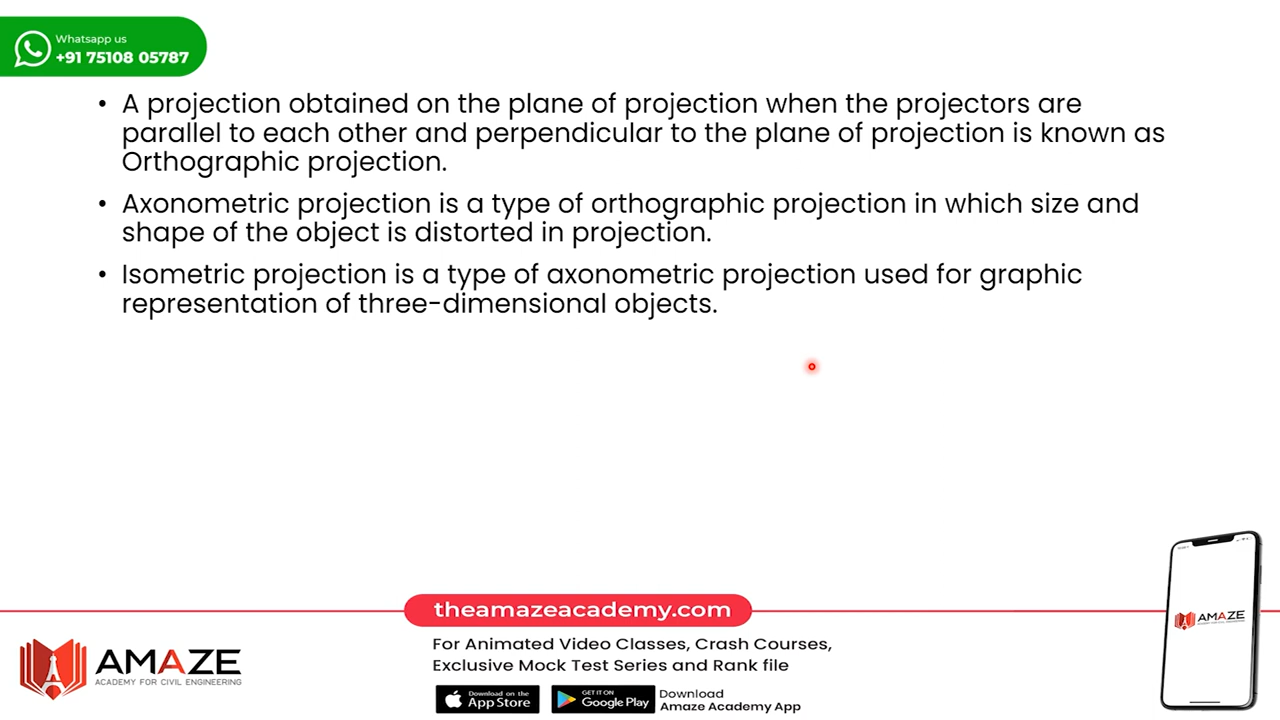 Whatsapp us
+91 75108 05787
• A projection obtained on the plane of projection when the projectors are
parallel to each other and perpendicular to the plane of projection is known as
Orthographic projection.
• Axonometric projection is a type of orthographic projection in which size and
shape of the object is distorted in projection.
• Isometric projection is a type of axonometric projection used for graphic
representation of three-dimensional objects.
theamazeacademy.com
For Animated Video Classes, Crash Courses,
Exclusive Mock Test Series and Rank file
AMAZE
ACADEMY FOR CIVIL ENGINEERING
Download on the
App Store
GET IT ON
Google Play
Download
Amaze Academy App
AMAZE
ACADEMY FOR CIVIL ENGINEERING